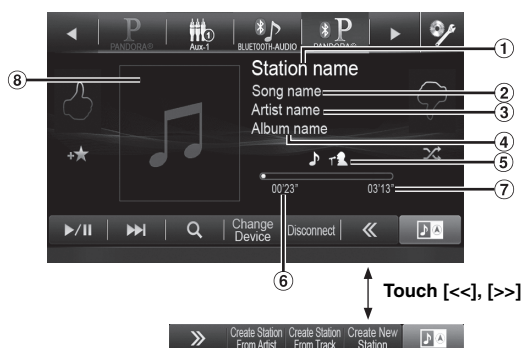 P P
PANDORA® Aux-1 BLUETOOTH-AUDIO PANDORA®
① Station name
⑧ Song name ②
Artist name ③
Album name ④
⑤
00'23" 03'13" ⑦
Change Device Disconnect
⑥
Touch [<<], [>>]
Create Station From Artist Create Station From Track Create New Station